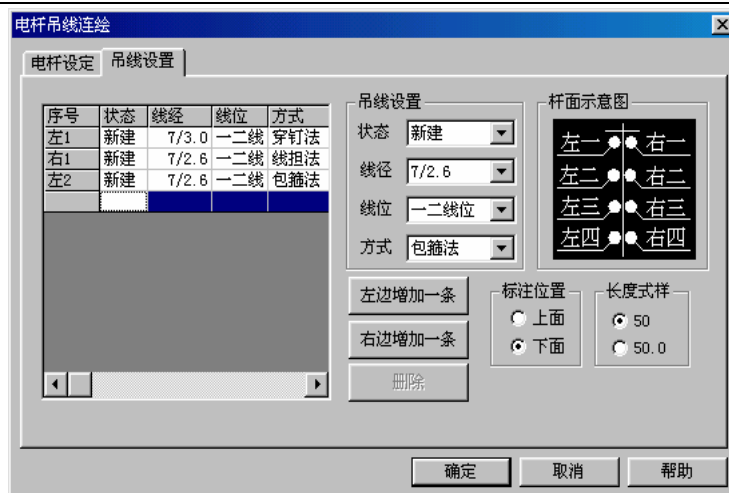 电杆吊线连绘
电杆设定 吊线设置
序号 状态 线经 线位 方式
左1 新建 7/3.0 一二线 穿钉法
右1 新建 7/2.6 一二线 线担法
左2 新建 7/2.6 一二线 包箍法
吊线设置
状态 新建
线径 7/2.6
线位 一二线位
方式 包箍法
杆面示意图
左一 右一
左二 右二
左三 右三
左四 右四
左边增加一条
右边增加一条
删除
标注位置
上面
下面
长度式样
50
50.0
确定 取消 帮助